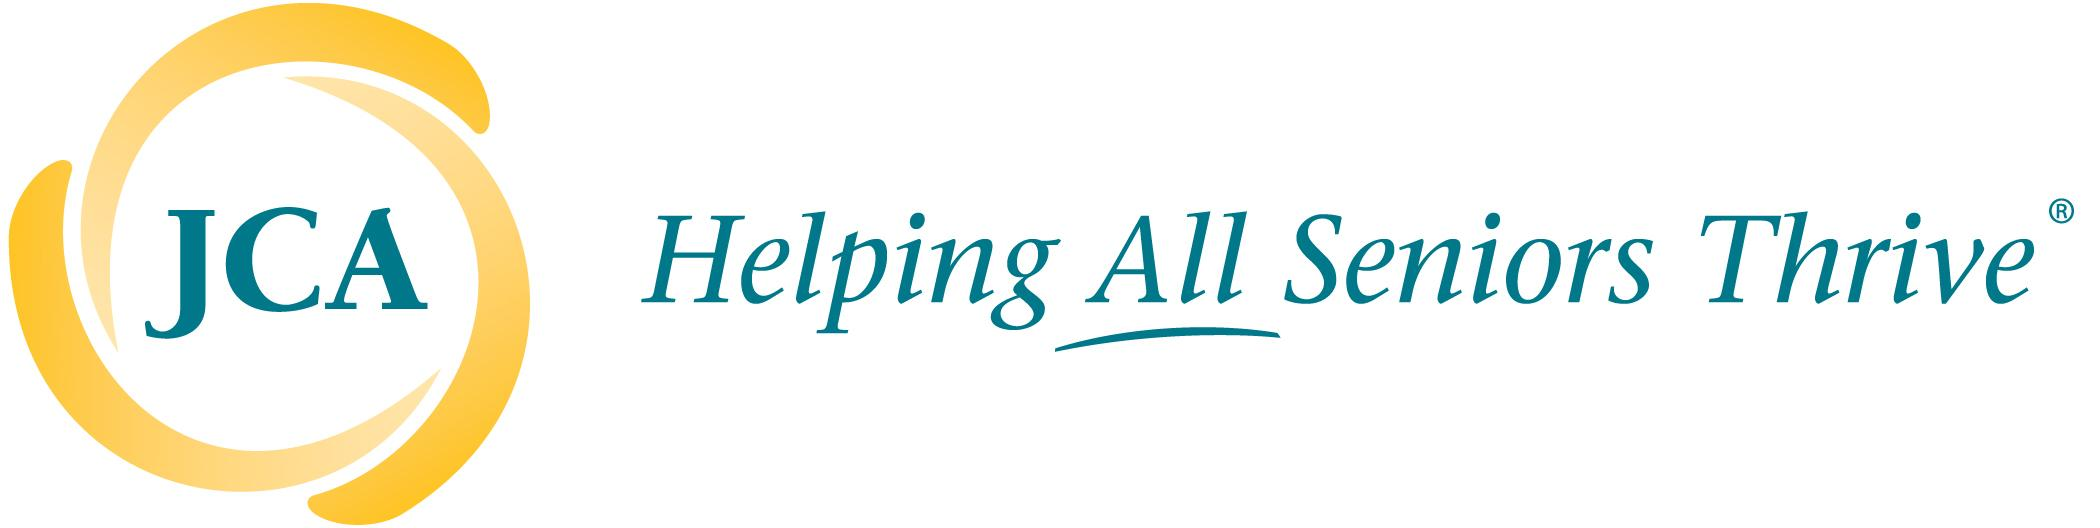 JCA
Helping All Seniors Thrive®